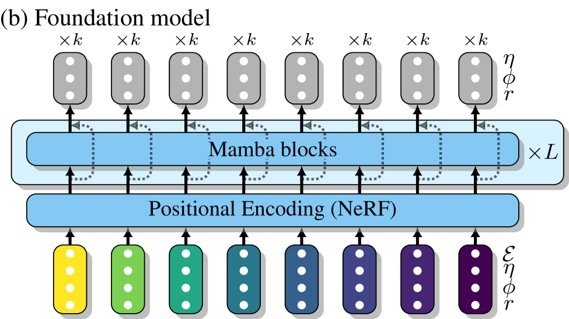 (b) Foundation model
×k ×k ×k ×k ×k ×k ×k ×k
η
ϕ
r
Mamba blocks
×L
Positional Encoding (NeRF)
ℰ
η
ϕ
r